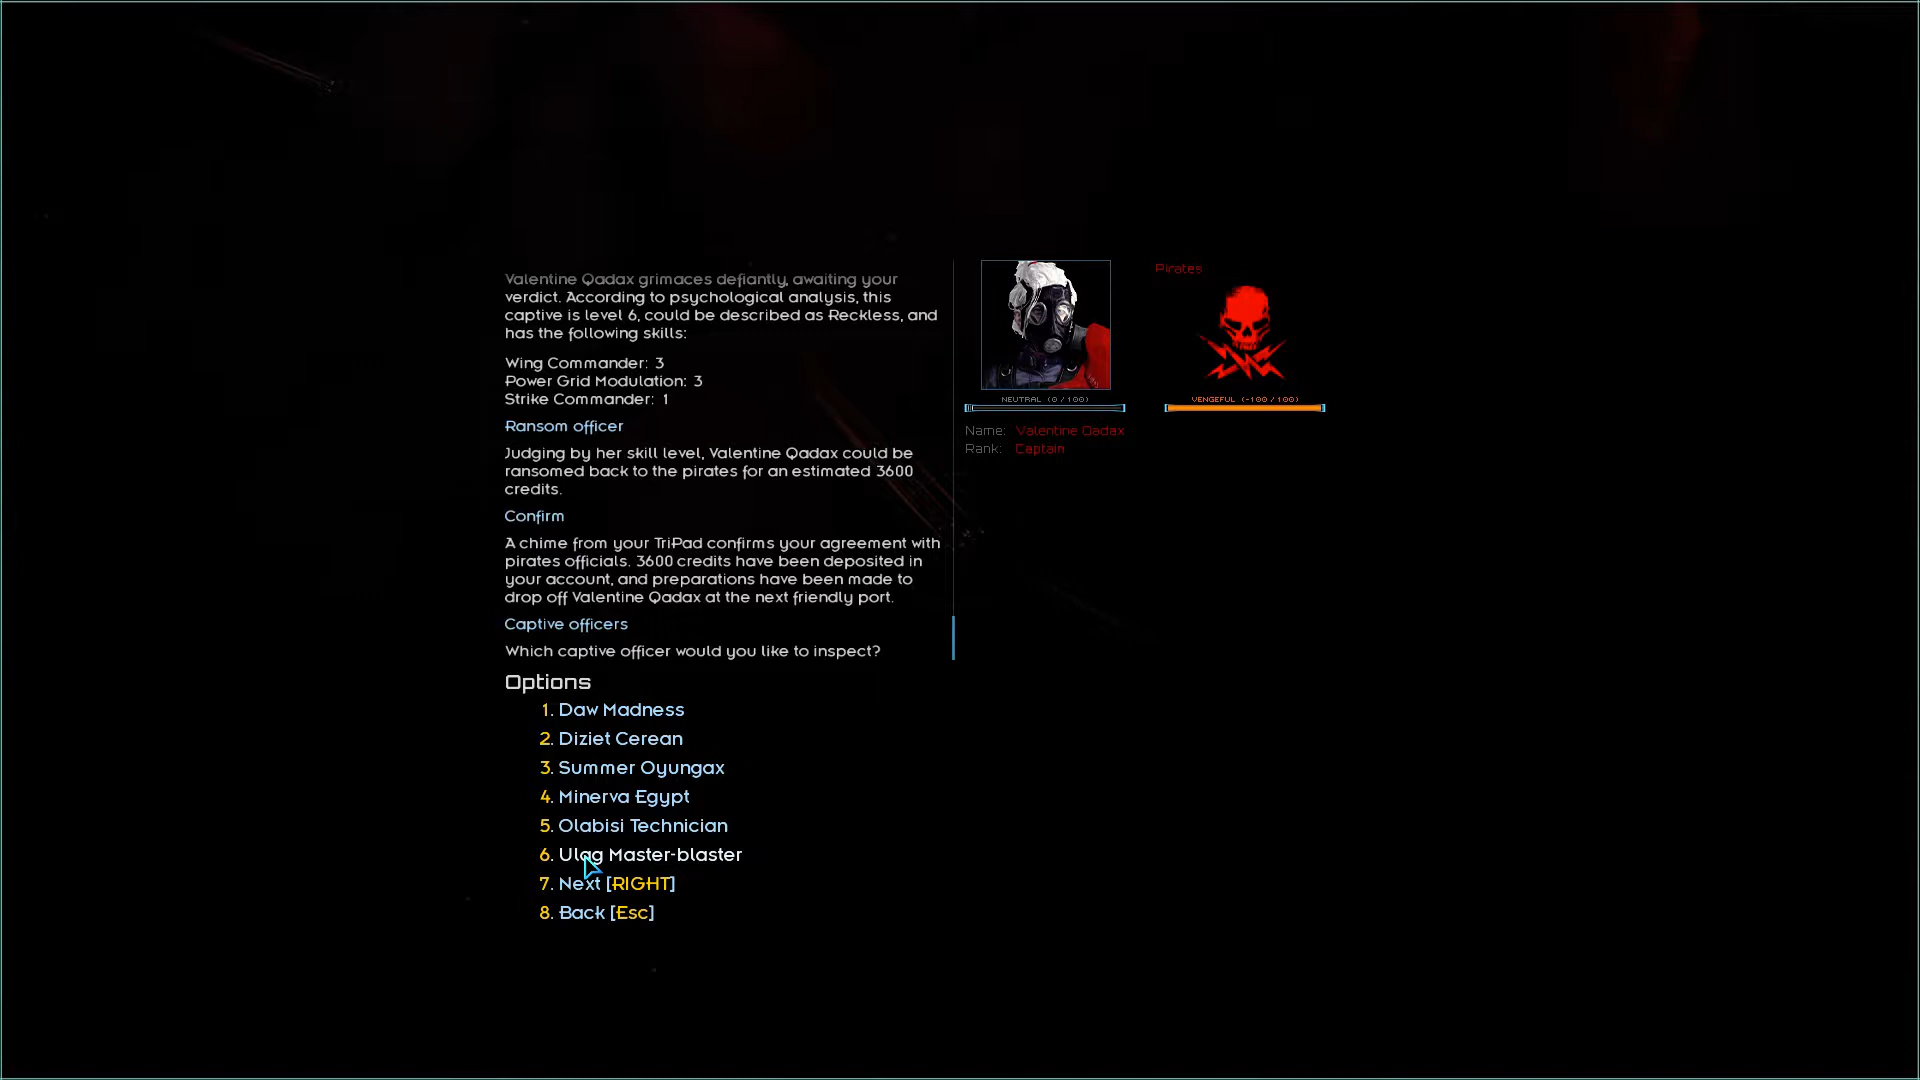 Valentine Qadax grimaces defiantly, awaiting your
verdict. According to psychological analysis, this
captive is level 6, could be described as Reckless, and
has the following skills:
Wing Commander: 3
Power Grid Modulation: 3
Strike Commander: 1
Ransom officer
Judging by her skill level, Valentine Qadax could be
ransomed back to the pirates for an estimated 3600
credits.
Confirm
A chime from your TriPad confirms your agreement with
pirates officials. 3600 credits have been deposited in
your account, and preparations have been made to
drop off Valentine Qadax at the next friendly port.
Captive officers
Which captive officer would you like to inspect?
Options
1. Daw Madness
2. Diziet Cerean
3. Summer Oyungax
4. Minerva Egypt
5. Olabisi Technician
6. Ulag Master-blaster
7. Next [RIGHT]
8. Back [Esc]
NEUTRAL (0 / 100)
Name: Valentine Qadax
Rank: Captain
Pirates
VENGEFUL (-100 / 100)